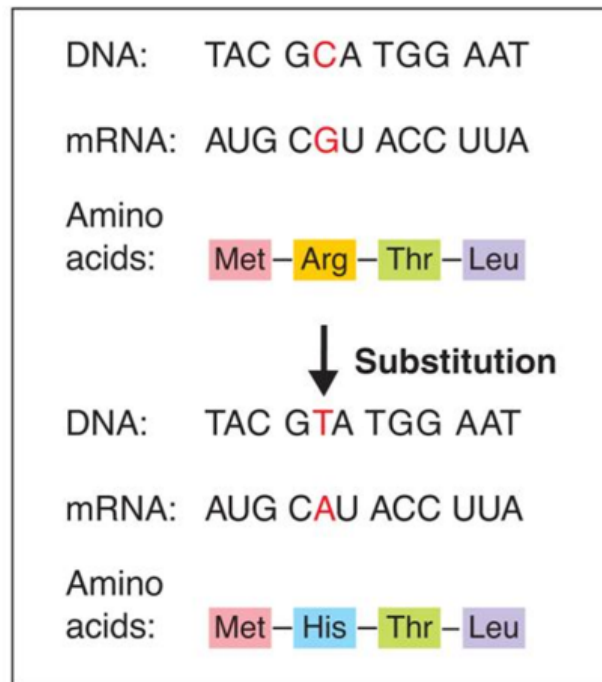 DNA: TAC GCA TGG AAT
mRNA: AUG CGU ACC UUA
Amino
acids: Met–Arg–Thr–Leu
Substitution
DNA: TAC GTA TGG AAT
mRNA: AUG CAU ACC UUA
Amino
acids: Met–His–Thr–Leu